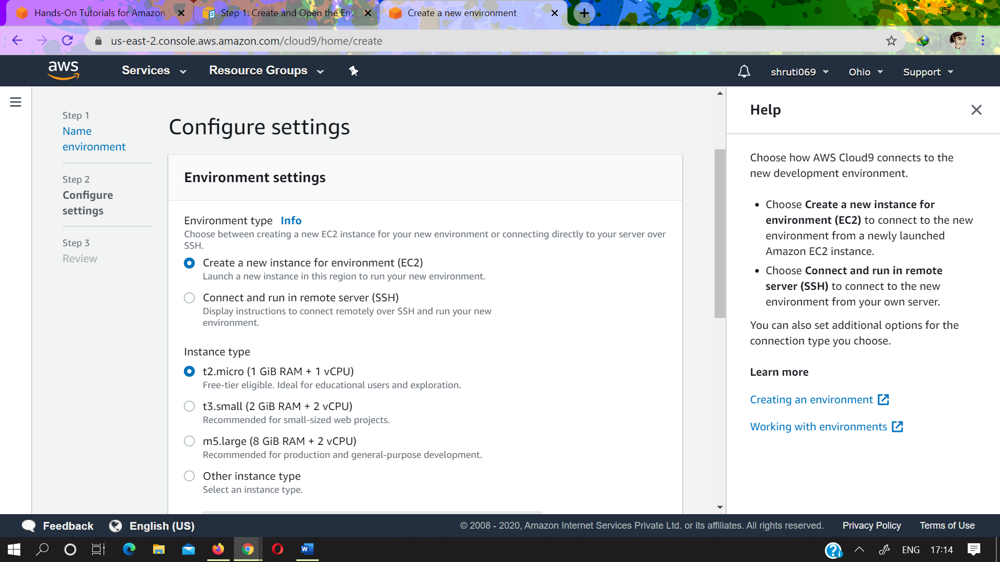 Hands-On Tutorials for Amazon
Step 1: Create and Open the Envi
Create a new environment
us-east-2.console.aws.amazon.com/cloud9/home/create
aws
Services
Resource Groups
shruti069
Ohio
Support
Step 1
Name
environment
Step 2
Configure
settings
Step 3
Review
Configure settings
Environment settings
Environment type Info
Choose between creating a new EC2 instance for your new environment or connecting directly to your server over
SSH.
Create a new instance for environment (EC2)
Launch a new instance in this region to run your new environment.
Connect and run in remote server (SSH)
Display instructions to connect remotely over SSH and run your new
environment.
Instance type
t2.micro (1 GiB RAM + 1 vCPU)
Free-tier eligible. Ideal for educational users and exploration.
t3.small (2 GiB RAM + 2 vCPU)
Recommended for small-sized web projects.
m5.large (8 GiB RAM + 2 vCPU)
Recommended for production and general-purpose development.
Other instance type
Select an instance type.
Help
Choose how AWS Cloud9 connects to the
new development environment.
• Choose Create a new instance for
environment (EC2) to connect to the new
environment from a newly launched
Amazon EC2 instance.
• Choose Connect and run in remote
server (SSH) to connect to the new
environment from your own server.
You can also set additional options for the
connection type you choose.
Learn more
Creating an environment
Working with environments
Feedback
English (US)
© 2008 - 2020, Amazon Internet Services Private Ltd. or its affiliates. All rights reserved.
Privacy Policy
Terms of Use
ENG
17:14